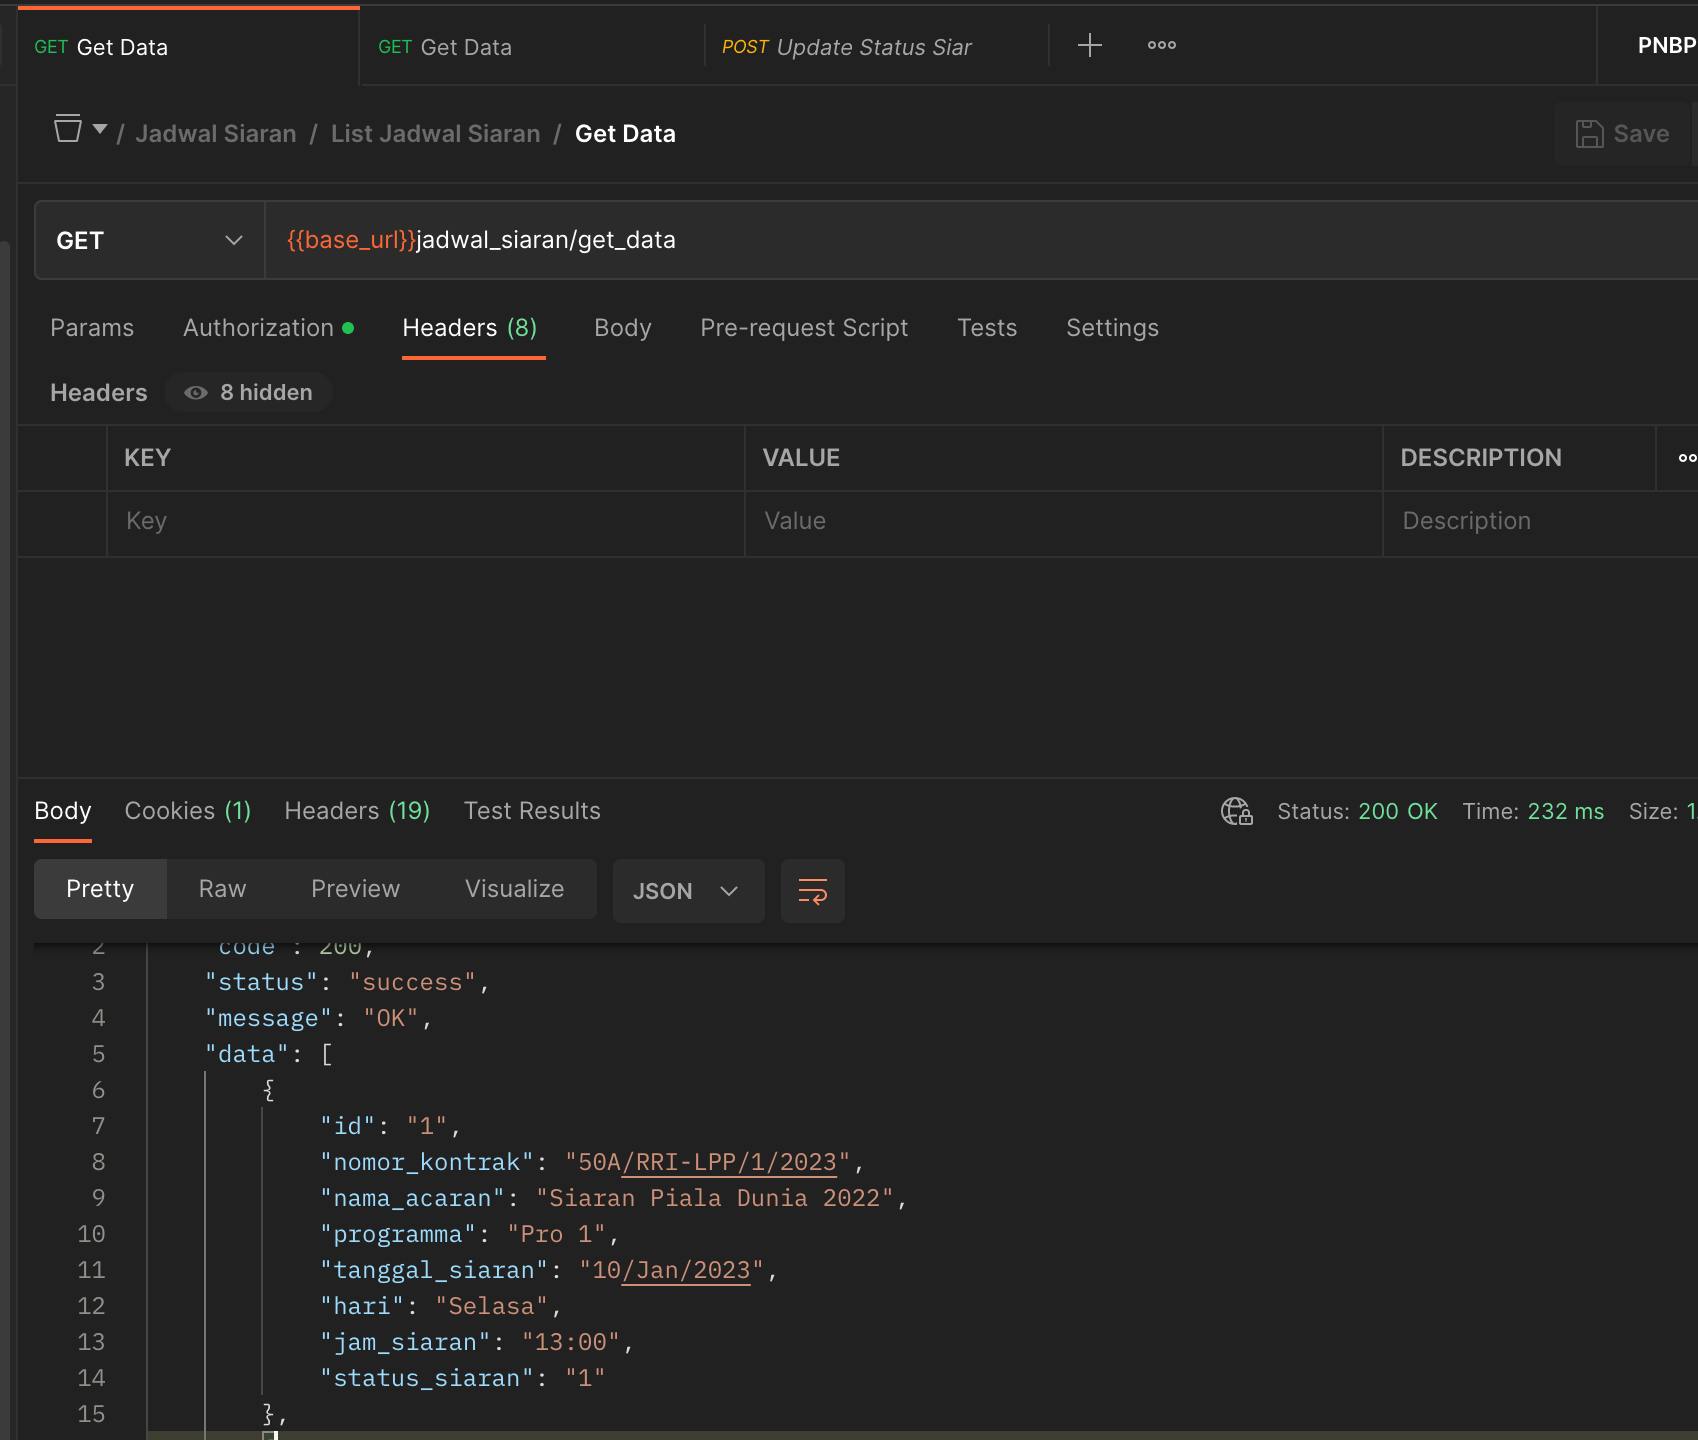 GET Get Data
GET Get Data
POST Update Status Siar
PNBP
/ Jadwal Siaran / List Jadwal Siaran / Get Data
Save
GET
{{base_url}}jadwal_siaran/get_data
Params
Authorization
Headers (8)
Body
Pre-request Script
Tests
Settings
Headers
8 hidden
KEY
VALUE
DESCRIPTION
Key
Value
Description
Body
Cookies (1)
Headers (19)
Test Results
Status: 200 OK
Time: 232 ms
Size: 1.
Pretty
Raw
Preview
Visualize
JSON
2 "code": 200,
3 "status": "success",
4 "message": "OK",
5 "data": [
6 {
7 "id": "1",
8 "nomor_kontrak": "50A/RRI-LPP/1/2023",
9 "nama_acaran": "Siaran Piala Dunia 2022",
10 "programma": "Pro 1",
11 "tanggal_siaran": "10/Jan/2023",
12 "hari": "Selasa",
13 "jam_siaran": "13:00",
14 "status_siaran": "1"
15 },